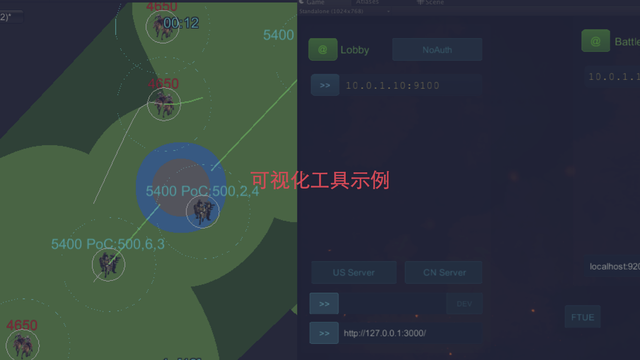 Game
Scene
2)"
00:12
4650
5400
4650
@ Lobby
NoAuth
@ Battle
>> 10.0.1.10:9100
10.0.1.1
可视化工具示例
5400 PoC:500,2,4
5400 PoC:500,6,3
US Server
CN Server
localhost:920
>>
FTUE
4650
>> http://127.0.0.1:3000/